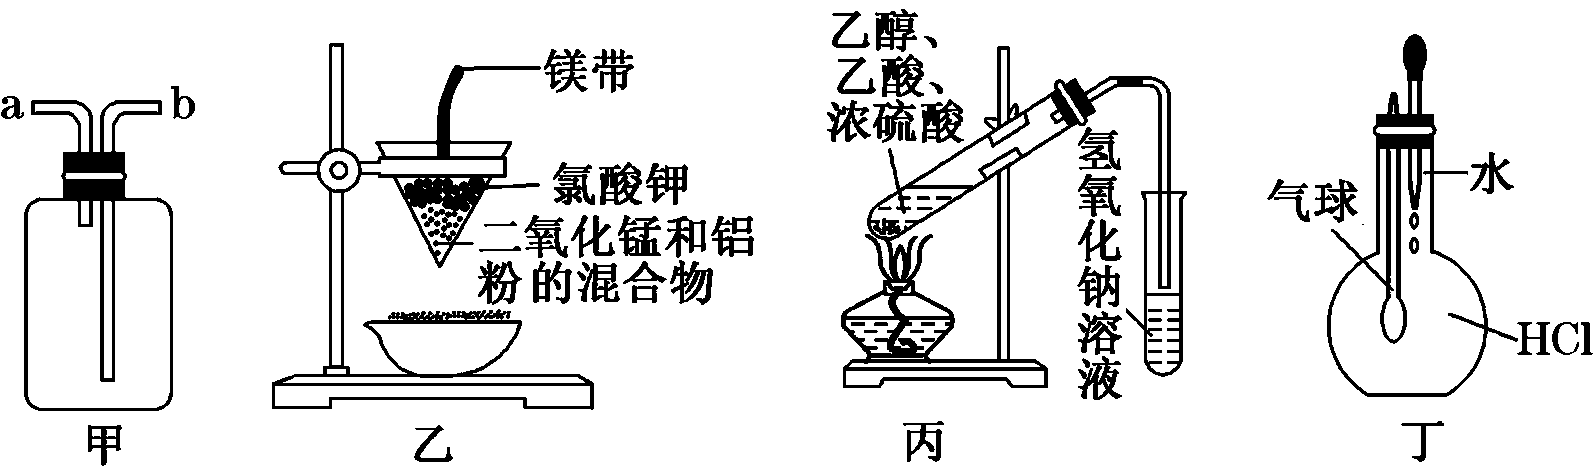 a
b
甲
镁带
氯酸钾
二氧化锰和铝
粉的混合物
乙
乙醇、
乙酸、
浓硫酸
氢氧化钠溶液
丙
气球
水
HCl
丁